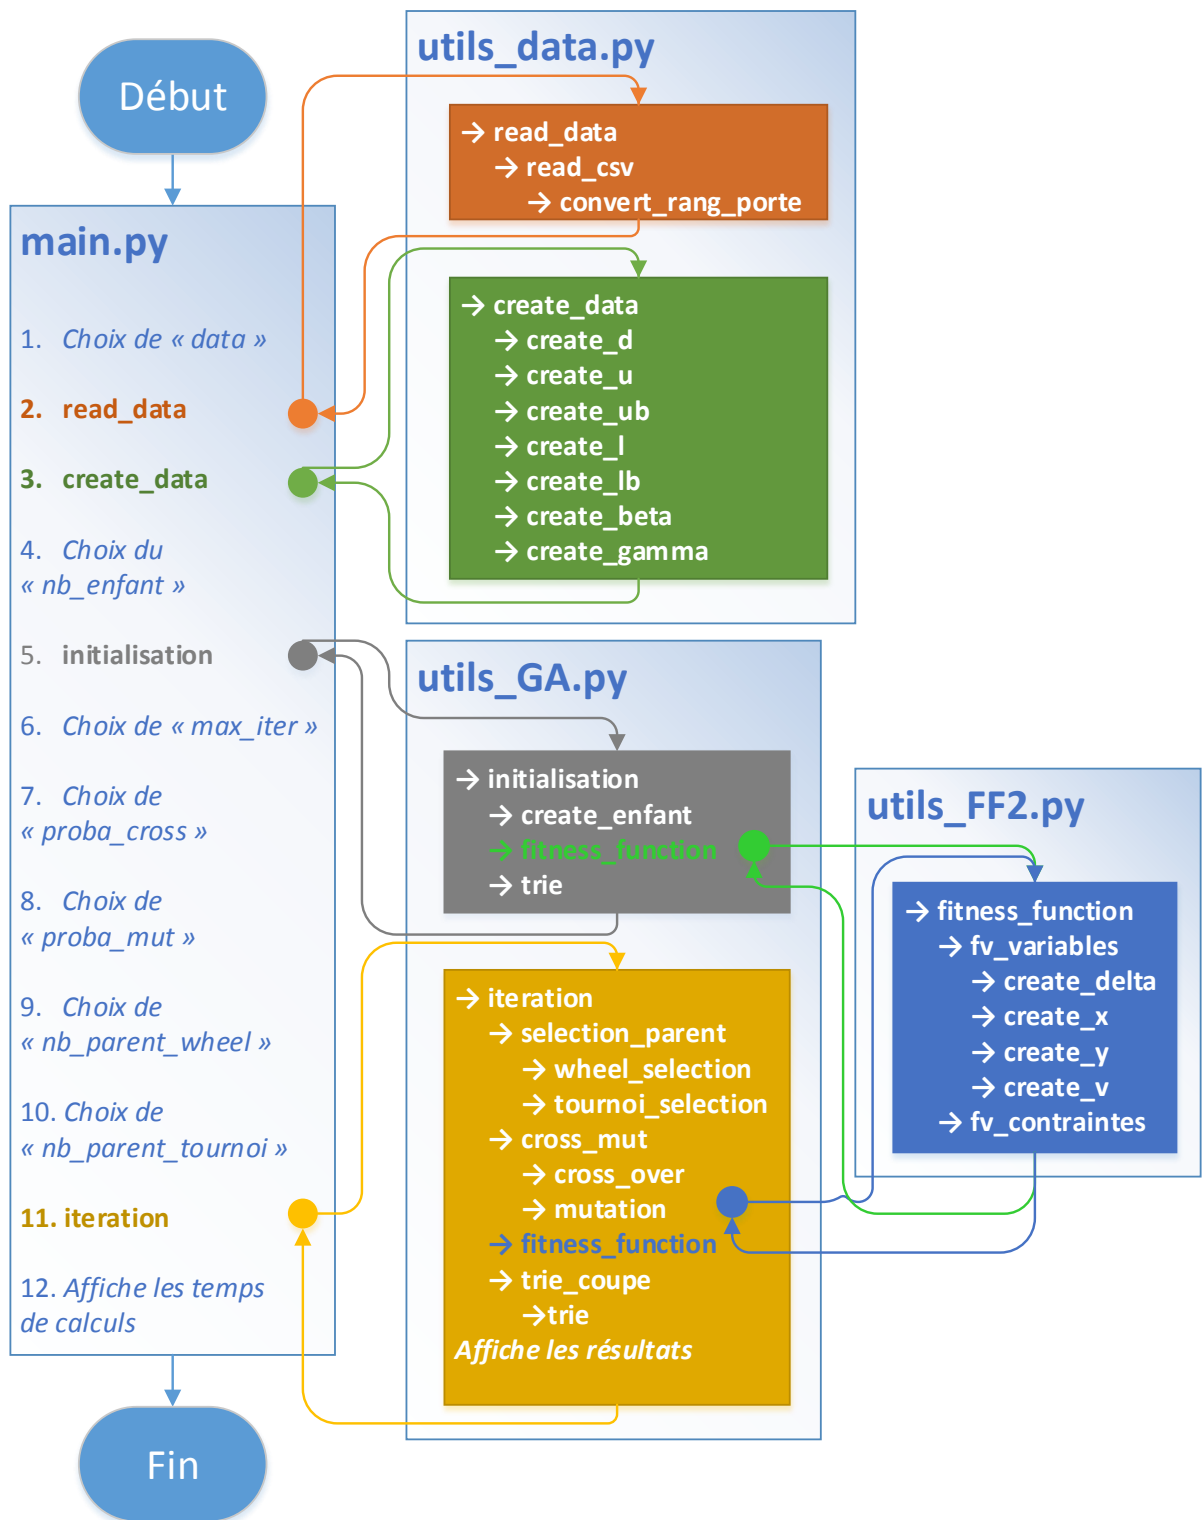 Début
main.py
1. Choix de « data »
2. read_data
3. create_data
4. Choix du
« nb_enfant »
5. initialisation
6. Choix de « max_iter »
7. Choix de
« proba_cross »
8. Choix de
« proba_mut »
9. Choix de
« nb_parent_wheel »
10. Choix de
« nb_parent_tournoi »
11. iteration
12. Affiche les temps
de calculs
Fin
utils_data.py
→ read_data
→ read_csv
→ convert_rang_porte
→ create_data
→ create_d
→ create_u
→ create_ub
→ create_l
→ create_lb
→ create_beta
→ create_gamma
utils_GA.py
→ initialisation
→ create_enfant
→ fitness_function
→ trie
→ iteration
→ selection_parent
→ wheel_selection
→ tournoi_selection
→ cross_mut
→ cross_over
→ mutation
→ fitness_function
→ trie_coupe
→trie
Affiche les résultats
utils_FF2.py
→ fitness_function
→ fv_variables
→ create_delta
→ create_x
→ create_y
→ create_v
→ fv_contraintes